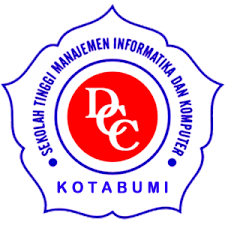 • SEKOLAH TINGGI MANAJEMEN INFORMATIKA DAN KOMPUTER •
DCC
KOTABUMI